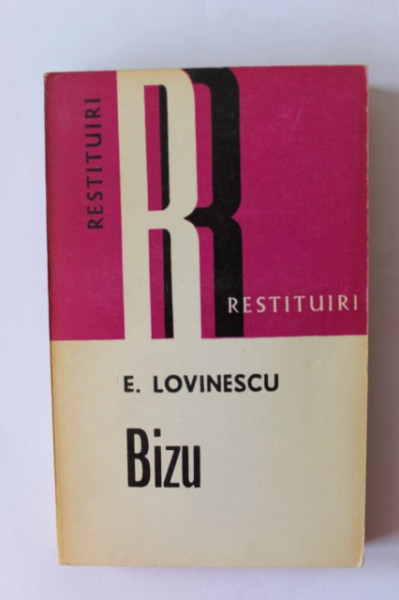 RESTITUIRI
R
RESTITUIRI
E. LOVINESCU
Bizu